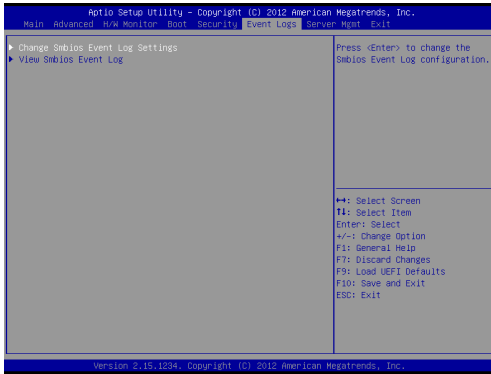 Aptio Setup Utility – Copyright (C) 2012 American Megatrends, Inc.
Main Advanced H/W Monitor Boot Security Event Logs Server Mgmt Exit
Change Smbios Event Log Settings
View Smbios Event Log
Press <Enter> to change the
Smbios Event Log configuration.
↔: Select Screen
↑↓: Select Item
Enter: Select
+/-: Change Option
F1: General Help
F7: Discard Changes
F9: Load UEFI Defaults
F10: Save and Exit
ESC: Exit
Version 2.15.1234. Copyright (C) 2012 American Megatrends, Inc.